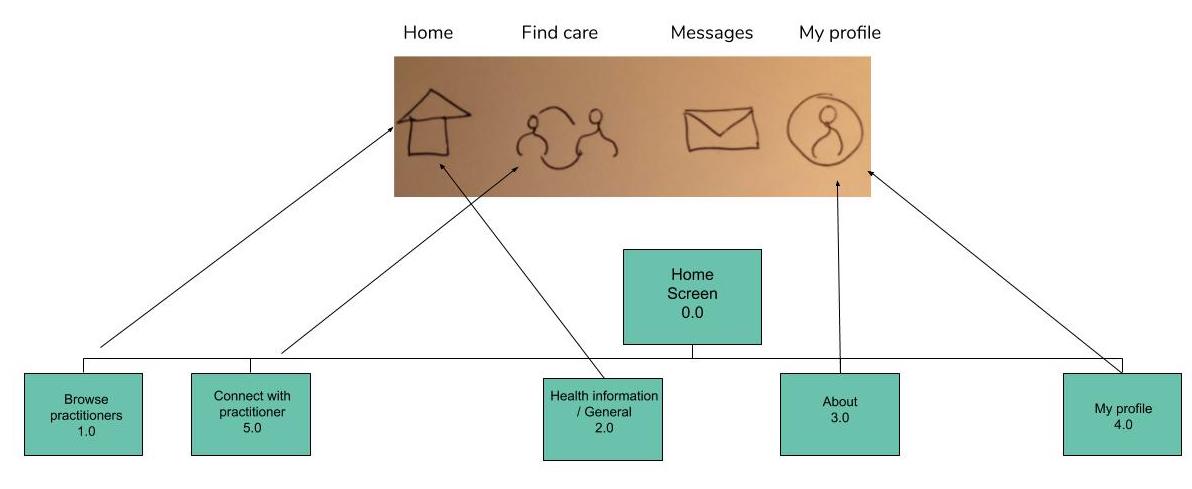 Home
Find care
Messages
My profile
Home
Screen
0.0
Browse
practitioners
1.0
Connect with
practitioner
5.0
Health information
/ General
2.0
About
3.0
My profile
4.0